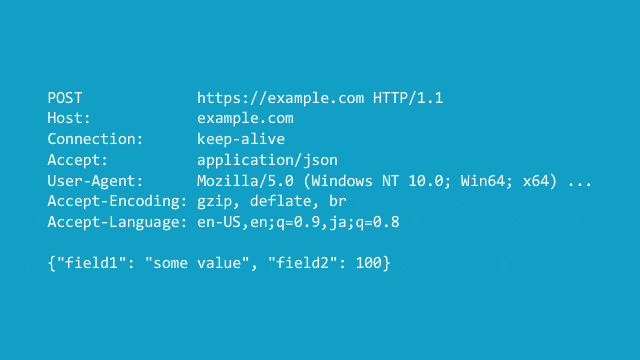 POST https://example.com HTTP/1.1
Host: example.com
Connection: keep-alive
Accept: application/json
User-Agent: Mozilla/5.0 (Windows NT 10.0; Win64; x64) ...
Accept-Encoding: gzip, deflate, br
Accept-Language: en-US,en;q=0.9,ja;q=0.8
{"field1": "some value", "field2": 100}